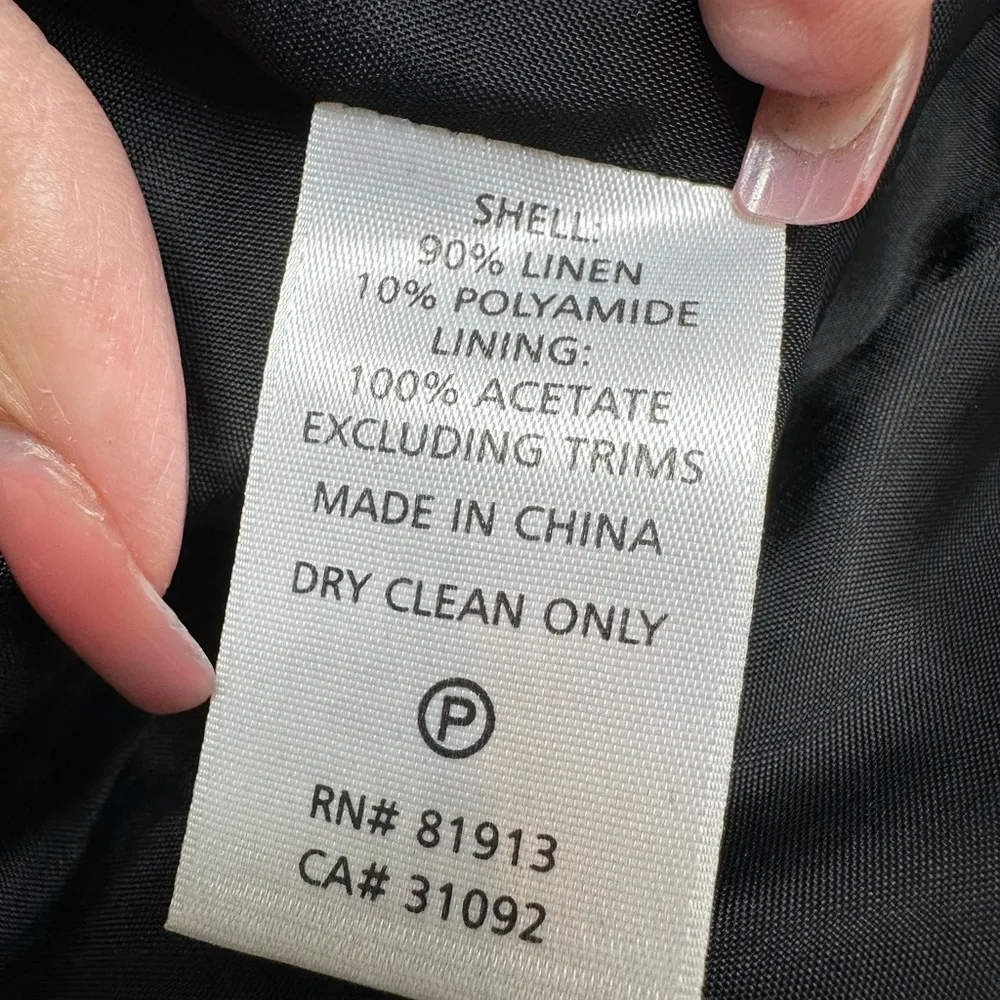 SHELL:
90% LINEN
10% POLYAMIDE
LINING:
100% ACETATE
EXCLUDING TRIMS
MADE IN CHINA
DRY CLEAN ONLY
P
RN# 81913
CA# 31092